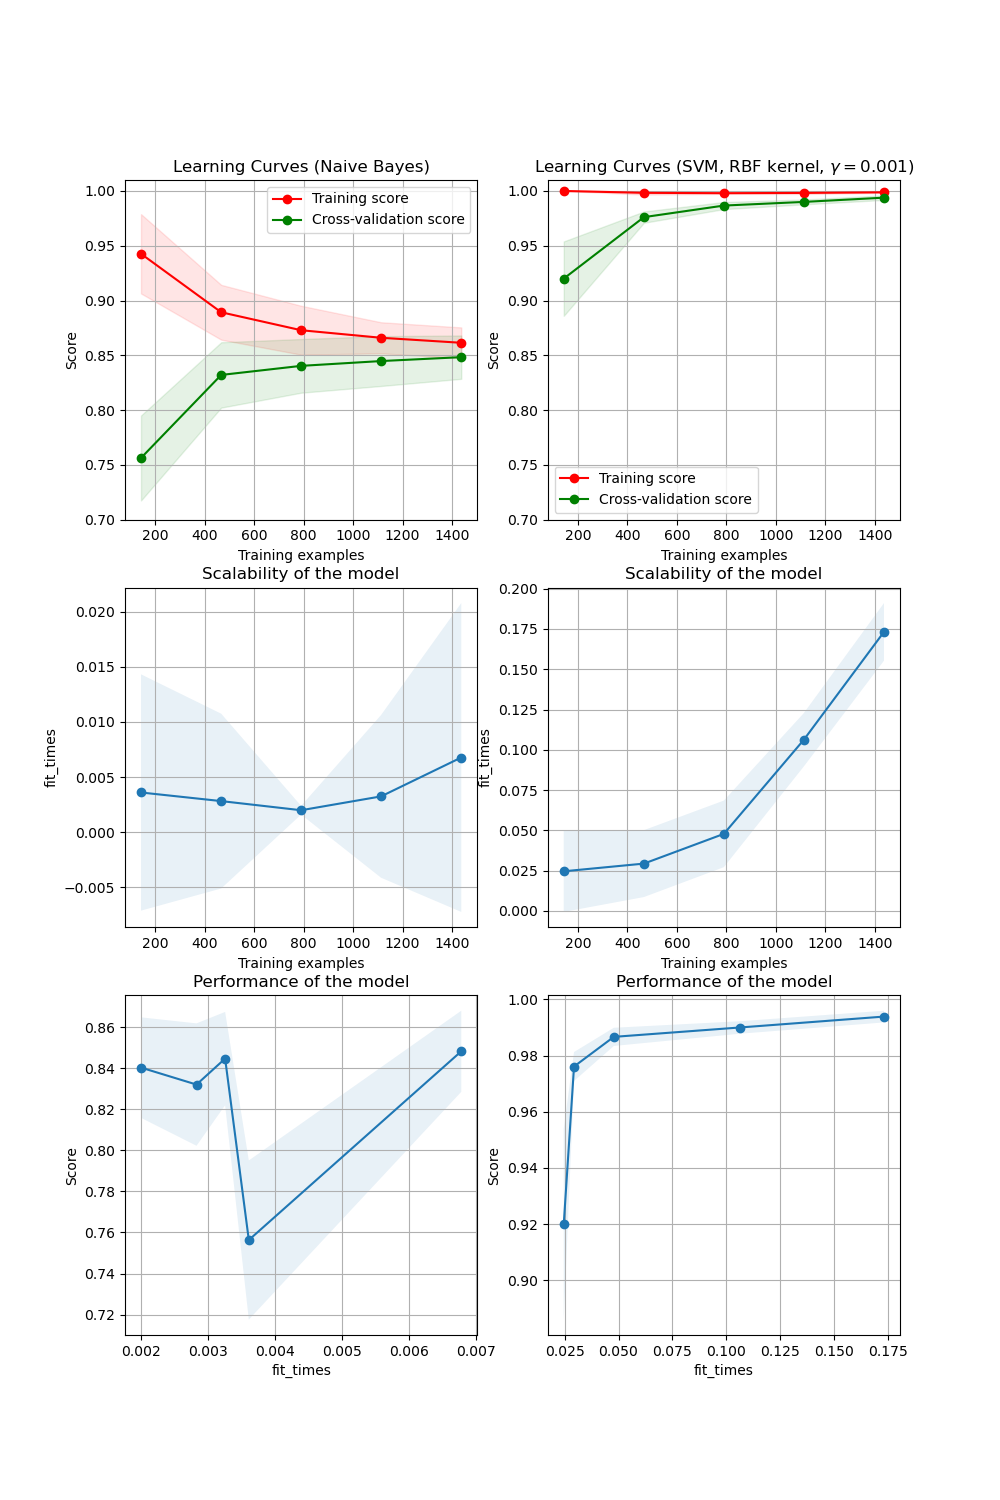 Learning Curves (Naive Bayes)
Learning Curves (SVM, RBF kernel, γ = 0.001)
1.00
0.95
0.90
0.85
0.80
0.75
0.70
Score
Training score
Cross-validation score
200 400 600 800 1000 1200 1400
Training examples
1.00
0.95
0.90
0.85
0.80
0.75
0.70
Score
Training score
Cross-validation score
200 400 600 800 1000 1200 1400
Training examples
Scalability of the model
0.020
0.015
0.010
0.005
0.000
−0.005
fit_times
200 400 600 800 1000 1200 1400
Training examples
Scalability of the model
0.200
0.175
0.150
0.125
0.100
0.075
0.050
0.025
0.000
fit_times
200 400 600 800 1000 1200 1400
Training examples
Performance of the model
0.86
0.84
0.82
0.80
0.78
0.76
0.74
0.72
Score
0.002 0.003 0.004 0.005 0.006 0.007
fit_times
Performance of the model
1.00
0.98
0.96
0.94
0.92
0.90
Score
0.025 0.050 0.075 0.100 0.125 0.150 0.175
fit_times